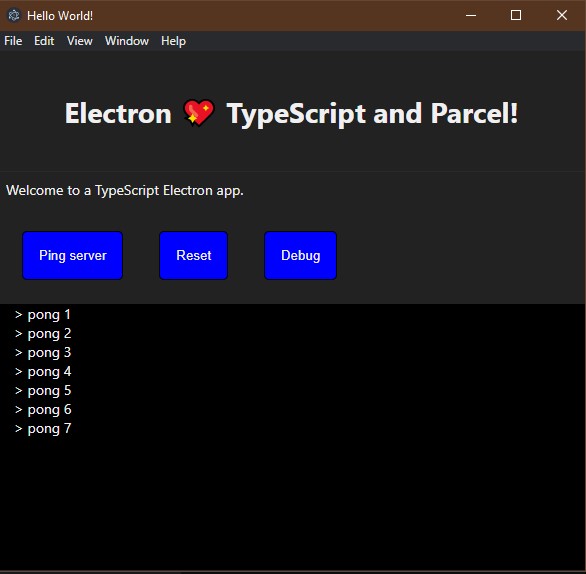 Hello World!
File Edit View Window Help
Electron 💖 TypeScript and Parcel!
Welcome to a TypeScript Electron app.
Ping server Reset Debug
> pong 1
> pong 2
> pong 3
> pong 4
> pong 5
> pong 6
> pong 7